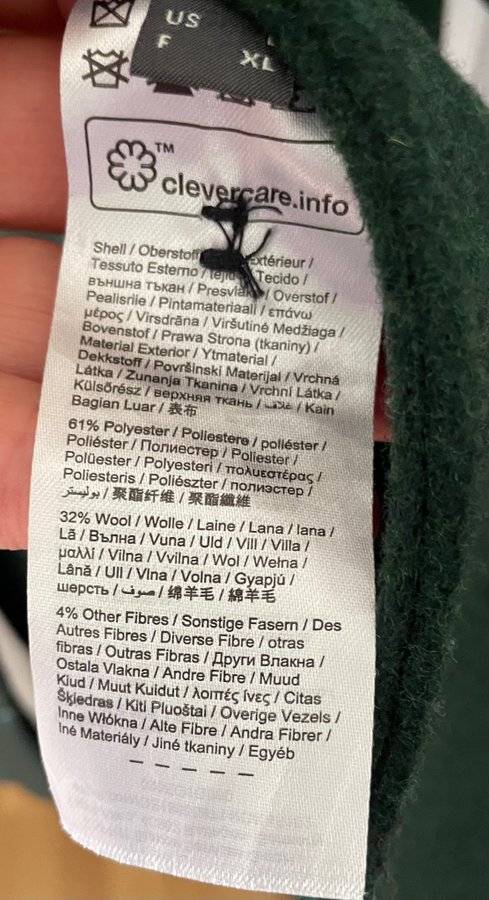 US
F
XL
clevercare.info
TM
Shell / Oberstoff Extérieur /
Tessuto Esterno / Tejido Tecido /
външна тъкан / Presvlaka / Overstof /
Pealisriie / Pintamateriaali / επάνω
μέρος / Virsdrāna / Viršutinė Medžiaga /
Bovenstof / Prawa Strona (tkaniny) /
Material Exterior / Ytmaterial /
Dekkstoff / Površinski Materijal / Vrchná
Látka / Zunanja Tkanina / Vrchní Látka /
Külsőrész / верхняя ткань / غلاف / Kain
Bagian Luar / 表布
61% Polyester / Poliestere / poliéster /
Poliéster / Полиестер / Poliester /
Polüester / Polyesteri / πολυεστέρας /
Poliesteris / Poliészter / полиэстер /
بوليستر / 聚酯纤维 / 聚酯纖維
32% Wool / Wolle / Laine / Lana / lana /
Lã / Вълна / Vuna / Uld / Vill / Villa /
μαλλί / Vilna / Vvilna / Wol / Wełna /
Lână / Ull / Vlna / Volna / Gyapjú /
шерсть / صوف / 绵羊毛 / 綿羊毛
4% Other Fibres / Sonstige Fasern / Des
Autres Fibres / Diverse Fibre / otras
fibras / Outras Fibras / Други Влакна /
Ostala Vlakna / Andre Fibre / Muud
Kiud / Muut Kuidut / λοιπές ίνες / Citas
Šķiedras / Kiti Pluoštai / Overige Vezels /
Inne Włókna / Alte Fibre / Andra Fibrer /
Iné Materiály / Jiné tkaniny / Egyéb